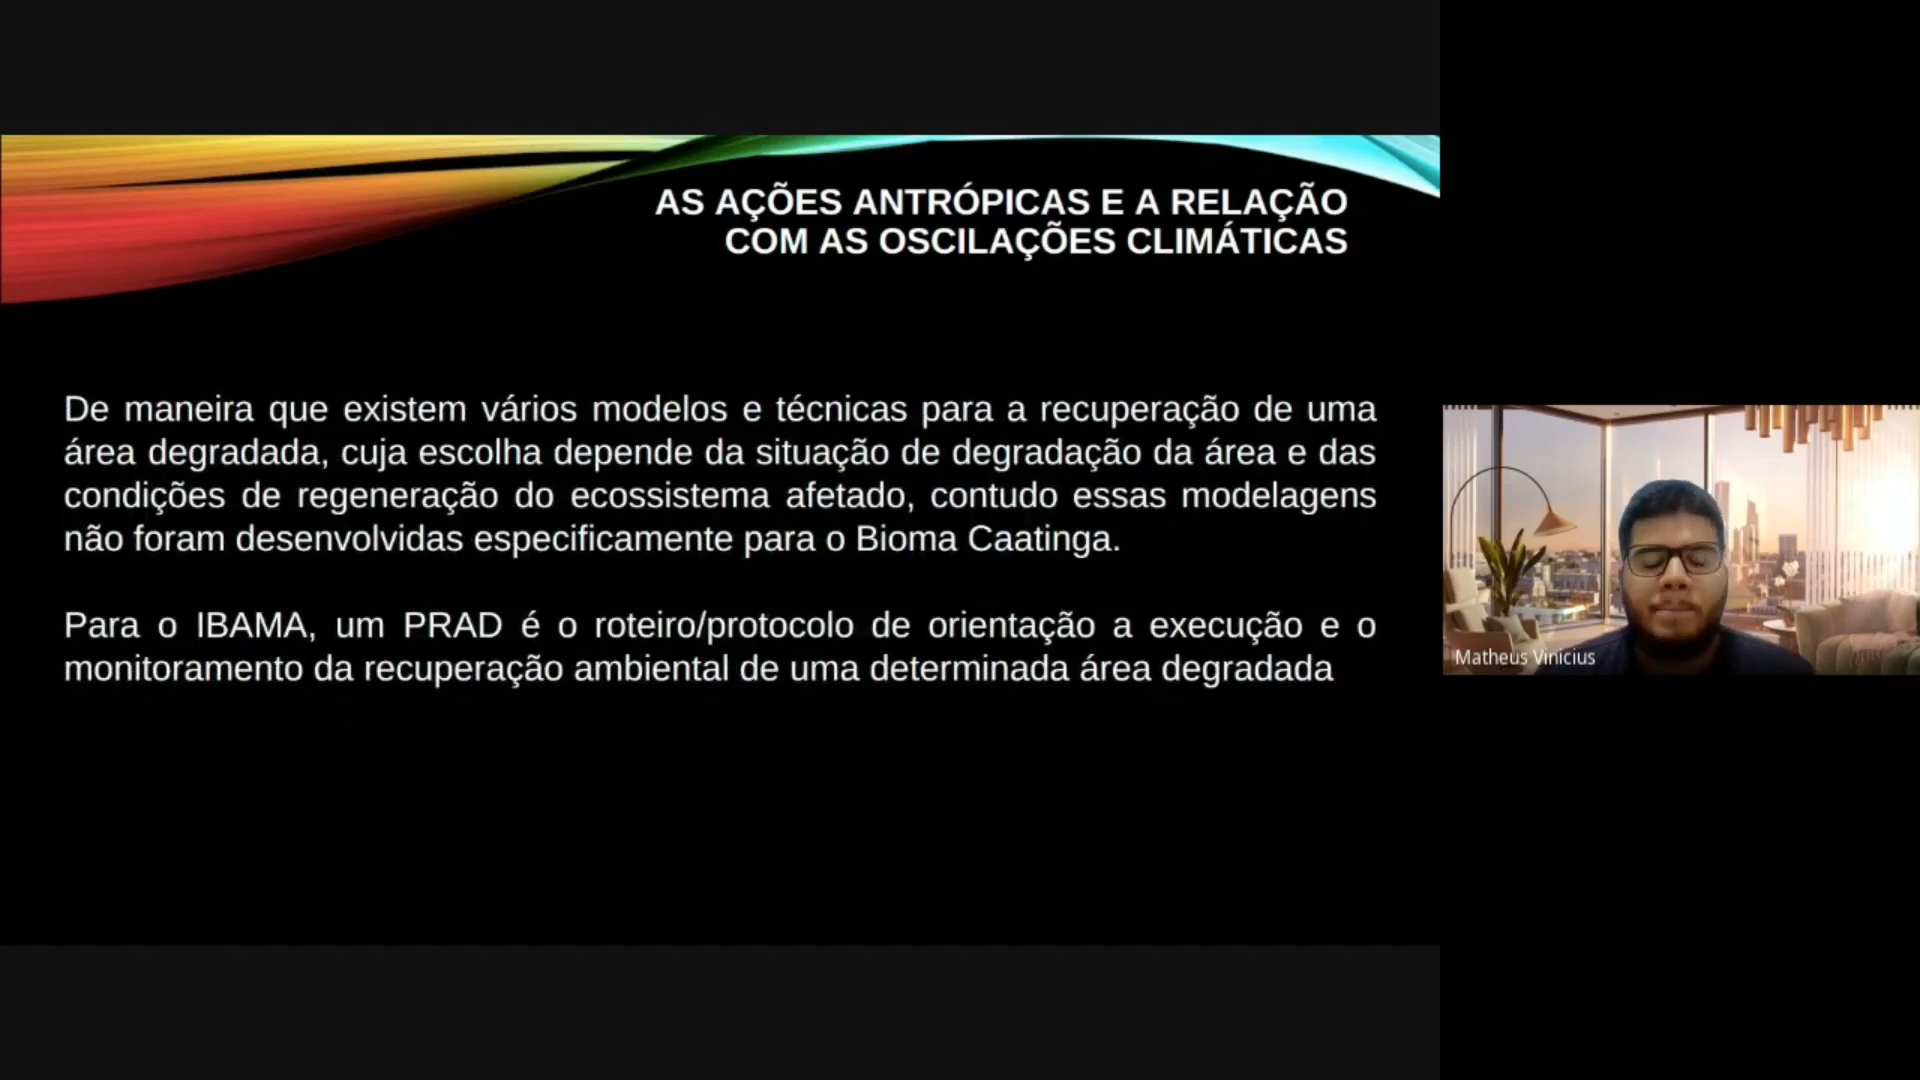 AS AÇÕES ANTRÓPICAS E A RELAÇÃO
COM AS OSCILAÇÕES CLIMÁTICAS
De maneira que existem vários modelos e técnicas para a recuperação de uma
área degradada, cuja escolha depende da situação de degradação da área e das
condições de regeneração do ecossistema afetado, contudo essas modelagens
não foram desenvolvidas especificamente para o Bioma Caatinga.
Para o IBAMA, um PRAD é o roteiro/protocolo de orientação a execução e o
monitoramento da recuperação ambiental de uma determinada área degradada
Matheus Vinicius